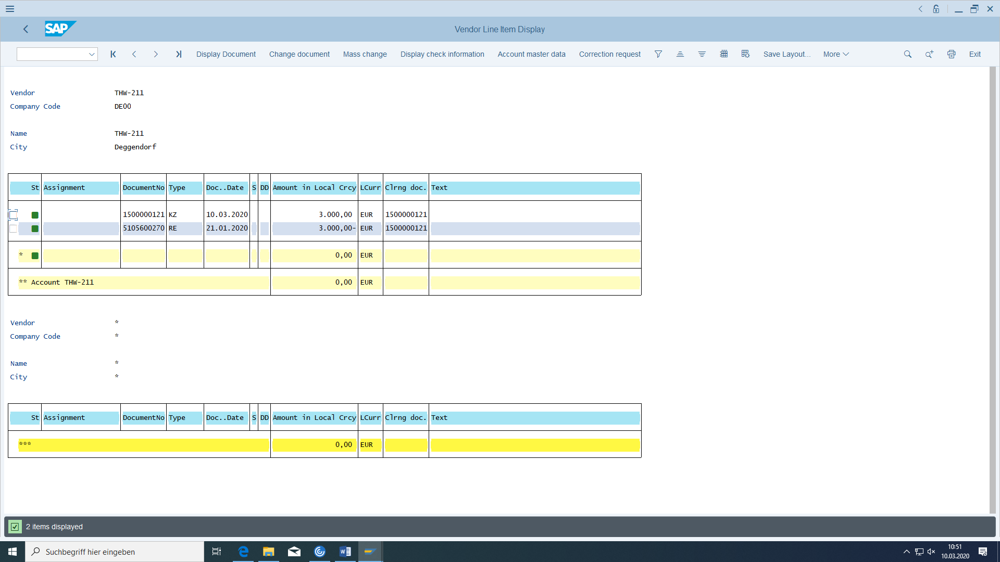 SAP
Vendor Line Item Display
Display Document Change document Mass change Display check information Account master data Correction request Save Layout... More Exit
Vendor THW-211
Company Code DE00
Name THW-211
City Deggendorf
St Assignment DocumentNo Type Doc..Date S DD Amount in Local Crcy LCurr Clrng doc. Text
1500000121 KZ 10.03.2020 3.000,00 EUR 1500000121
5105600270 RE 21.01.2020 3.000,00- EUR 1500000121
* 0,00 EUR
** Account THW-211 0,00 EUR
Vendor *
Company Code *
Name *
City *
St Assignment DocumentNo Type Doc..Date S DD Amount in Local Crcy LCurr Clrng doc. Text
*** 0,00 EUR
2 items displayed
Suchbegriff hier eingeben
10:51
10.03.2020